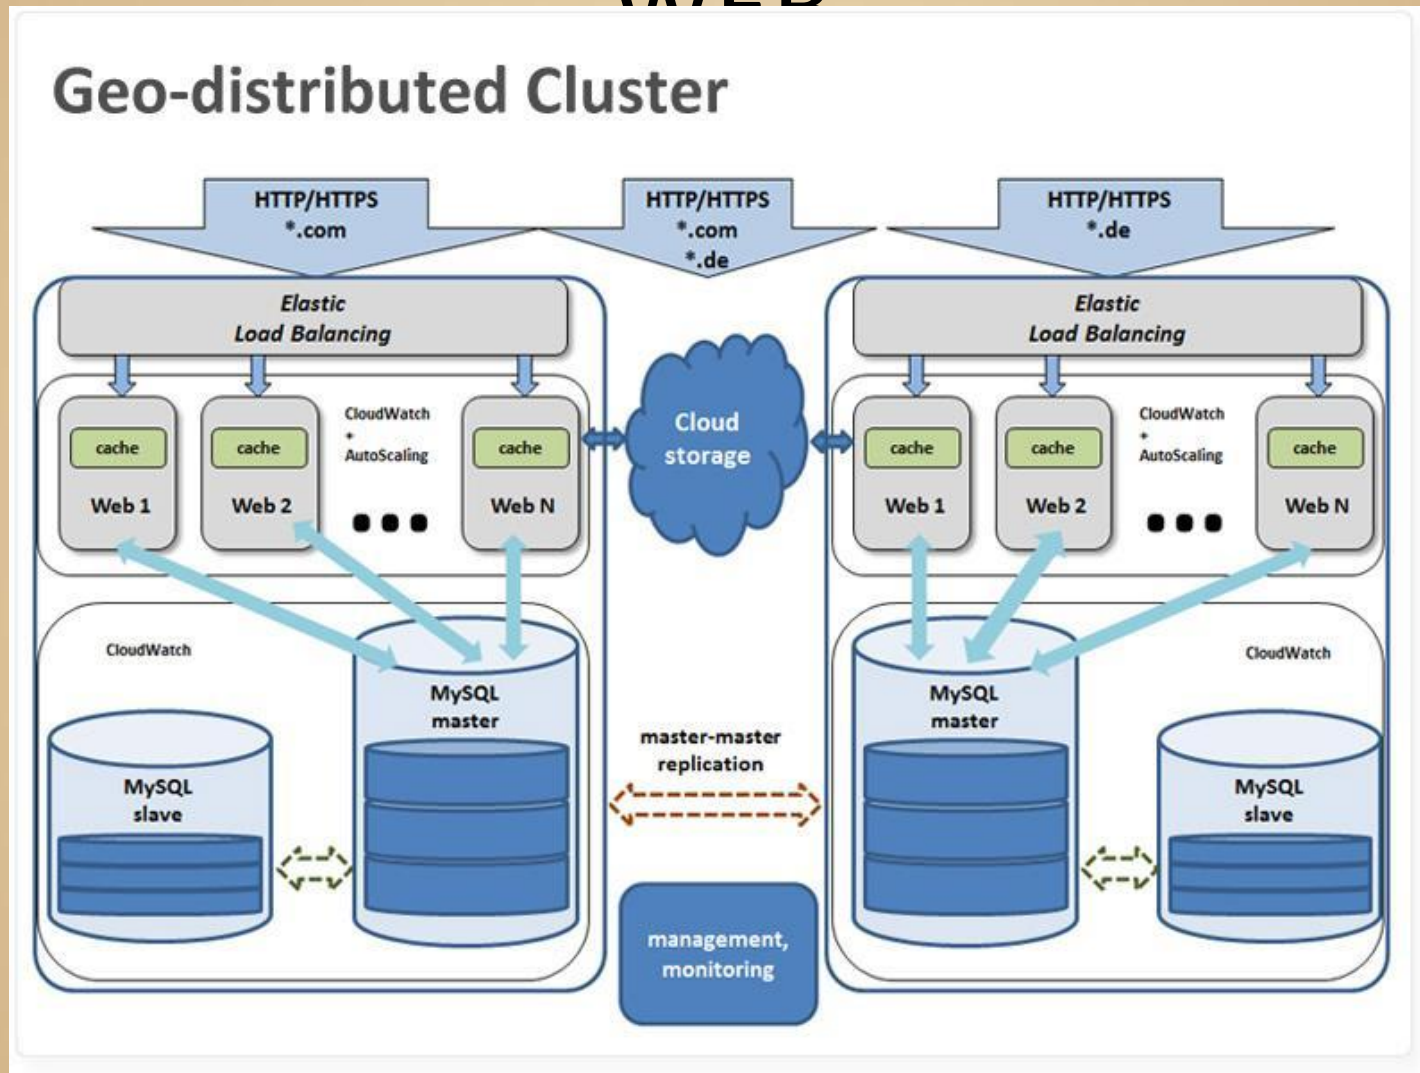 WEB
Geo-distributed Cluster
HTTP/HTTPS
*.com
HTTP/HTTPS
*.com
*.de
HTTP/HTTPS
*.de
Elastic
Load Balancing
Elastic
Load Balancing
cache
Web 1
cache
Web 2
CloudWatch
+
AutoScaling
cache
Web N
Cloud
storage
cache
Web 1
cache
Web 2
CloudWatch
+
AutoScaling
cache
Web N
CloudWatch
MySQL
master
MySQL
slave
master-master
replication
MySQL
master
CloudWatch
MySQL
slave
management,
monitoring